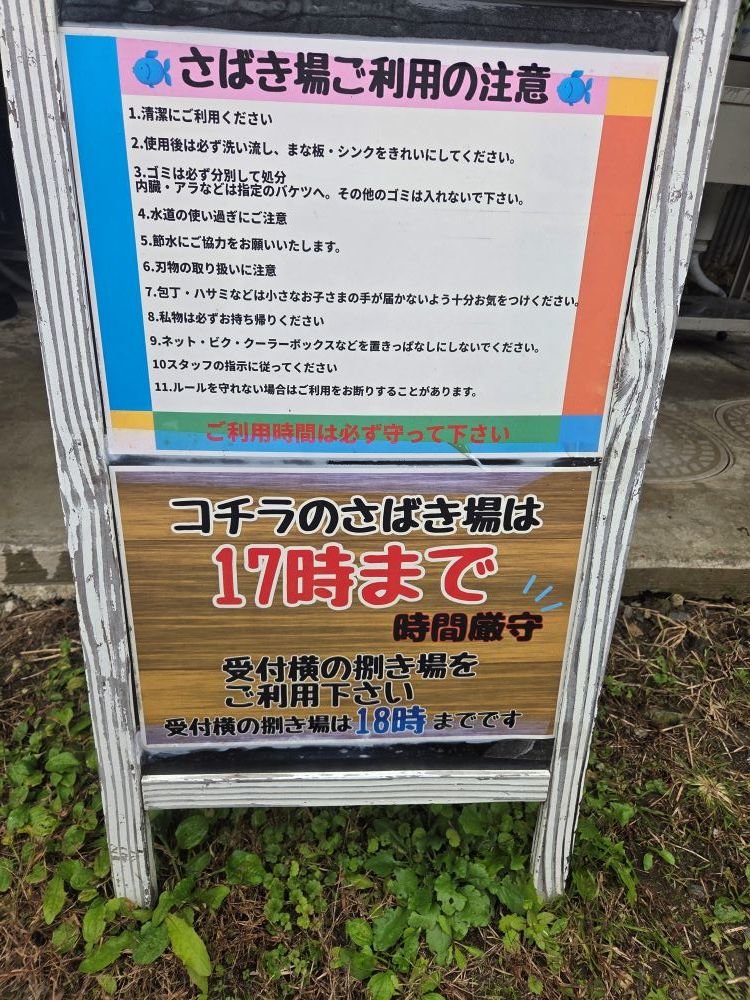 さばき場ご利用の注意
1.清潔にご利用ください
2.使用後は必ず洗い流し、まな板・シンクをきれいにしてください。
3.ゴミは必ず分別して処分
内臓・アラなどは指定のバケツへ。その他のゴミは入れないで下さい。
4.水道の使い過ぎにご注意
5.節水にご協力をお願いいたします。
6.刃物の取り扱いに注意
7.包丁・ハサミなどは小さなお子さまの手が届かないよう十分お気をつけください。
8.私物は必ずお持ち帰りください
9.ネット・ビク・クーラーボックスなどを置きっぱなしにしないでください。
10スタッフの指示に従ってください
11.ルールを守れない場合はご利用をお断りすることがあります。
ご利用時間は必ず守って下さい
コチラのさばき場は
17時まで
時間厳守
受付横の捌き場を
ご利用下さい
受付横の捌き場は18時までです